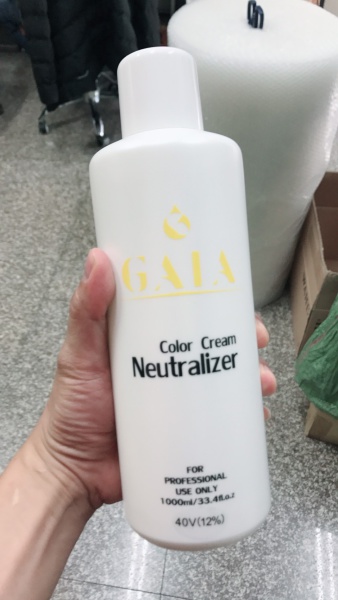 GAIA
Color Cream
Neutralizer
FOR
PROFESSIONAL
USE ONLY
1000ml/33.4fl.o.z
40V(12%)